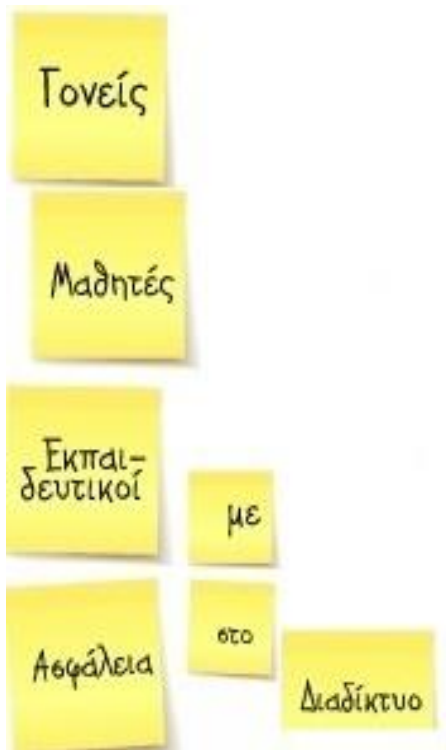 Γονείς
Μαθητές
Εκπαι-
δευτικοί
με
Ασφάλεια
στο
Διαδίκτυο